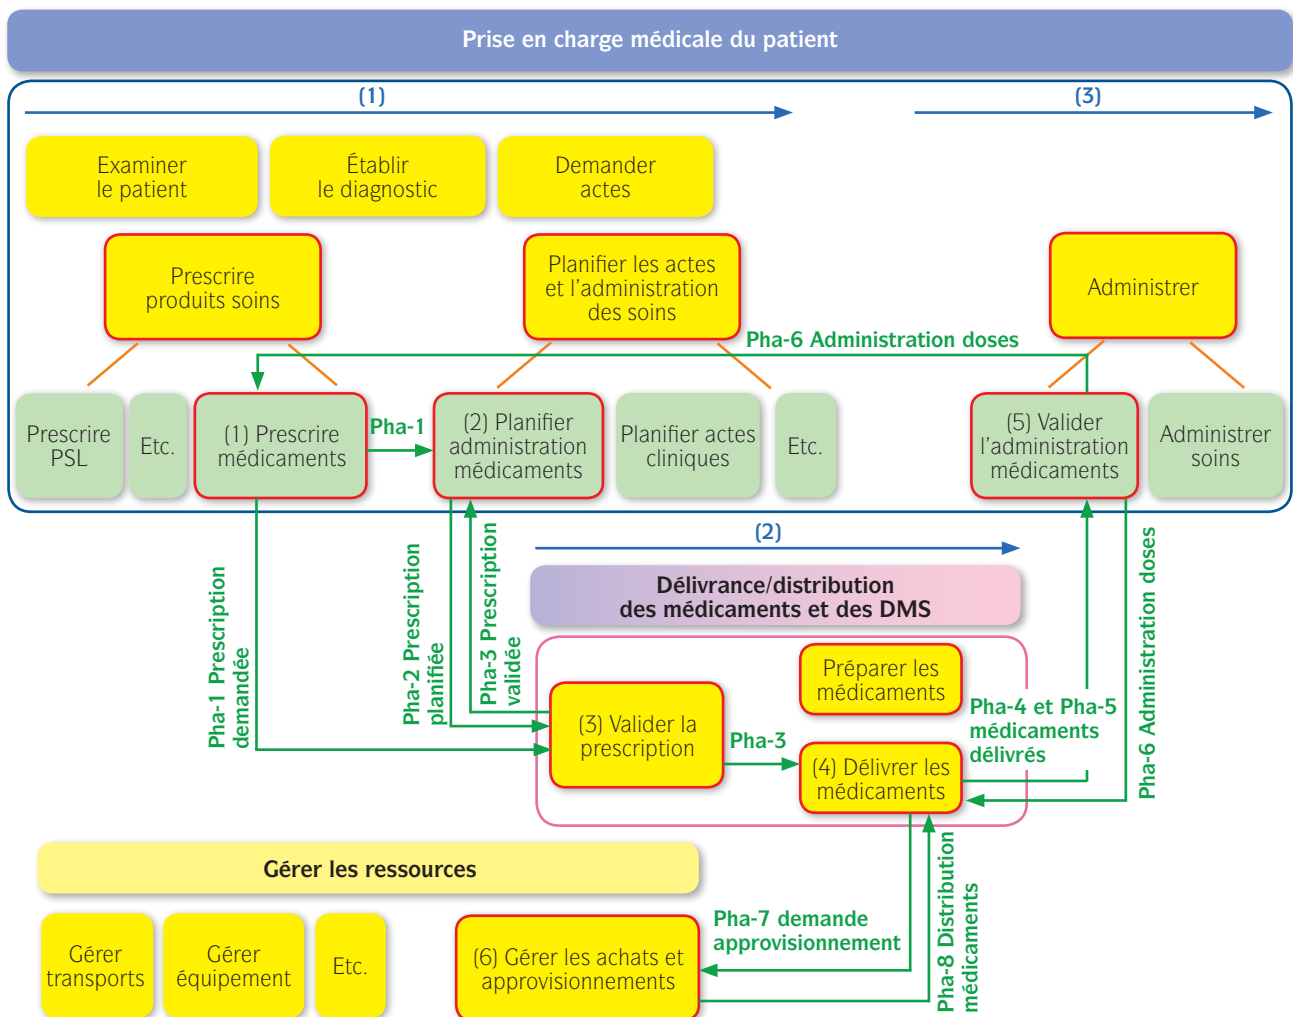 Prise en charge médicale du patient
(1)
(3)
Examiner
le patient
Établir
le diagnostic
Demander
actes
Prescrire
produits soins
Planifier les actes
et l'administration
des soins
Administrer
Pha-6 Administration doses
Prescrire
PSL
Etc.
(1) Prescrire
médicaments
Pha-1
(2) Planifier
administration
médicaments
Planifier actes
cliniques
Etc.
(5) Valider
l'administration
médicaments
Administrer
soins
(2)
Pha-1 Prescription
demandée
Pha-2 Prescription
planifiée
Pha-3 Prescription
validée
Délivrance/distribution
des médicaments et des DMS
Préparer les
médicaments
(3) Valider la
prescription
Pha-3
(4) Délivrer les
médicaments
Pha-4 et Pha-5
médicaments
délivrés
Pha-6 Administration doses
Gérer les ressources
Gérer
transports
Gérer
équipement
Etc.
(6) Gérer les achats et
approvisionnements
Pha-7 demande
approvisionnement
Pha-8 Distribution
médicaments